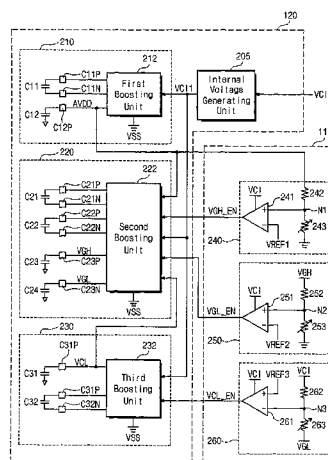 120
210
212
205
C11
C11P
C11N
First
Boosting
Unit
VCI1
Internal
Voltage
Generating
Unit
VCI
AVDD
C12
C12P
VSS
11
220
222
C21
C21P
C21N
C22
C22P
C22N
Second
Boosting
Unit
VGH
C23
C23P
VGL
C24
C23N
VSS
VCI
241
242
N1
243
VGH_EN
240
VREF1
VGH
VCI
251
262
N2
253
VGL_EN
250
VREF2
230
232
C31P
VCL
C31
C31P
C32
C32N
Third
Boosting
Unit
VSS
VCI
VREF3
VCI
262
N3
VCL_EN
261
263
260
VGL